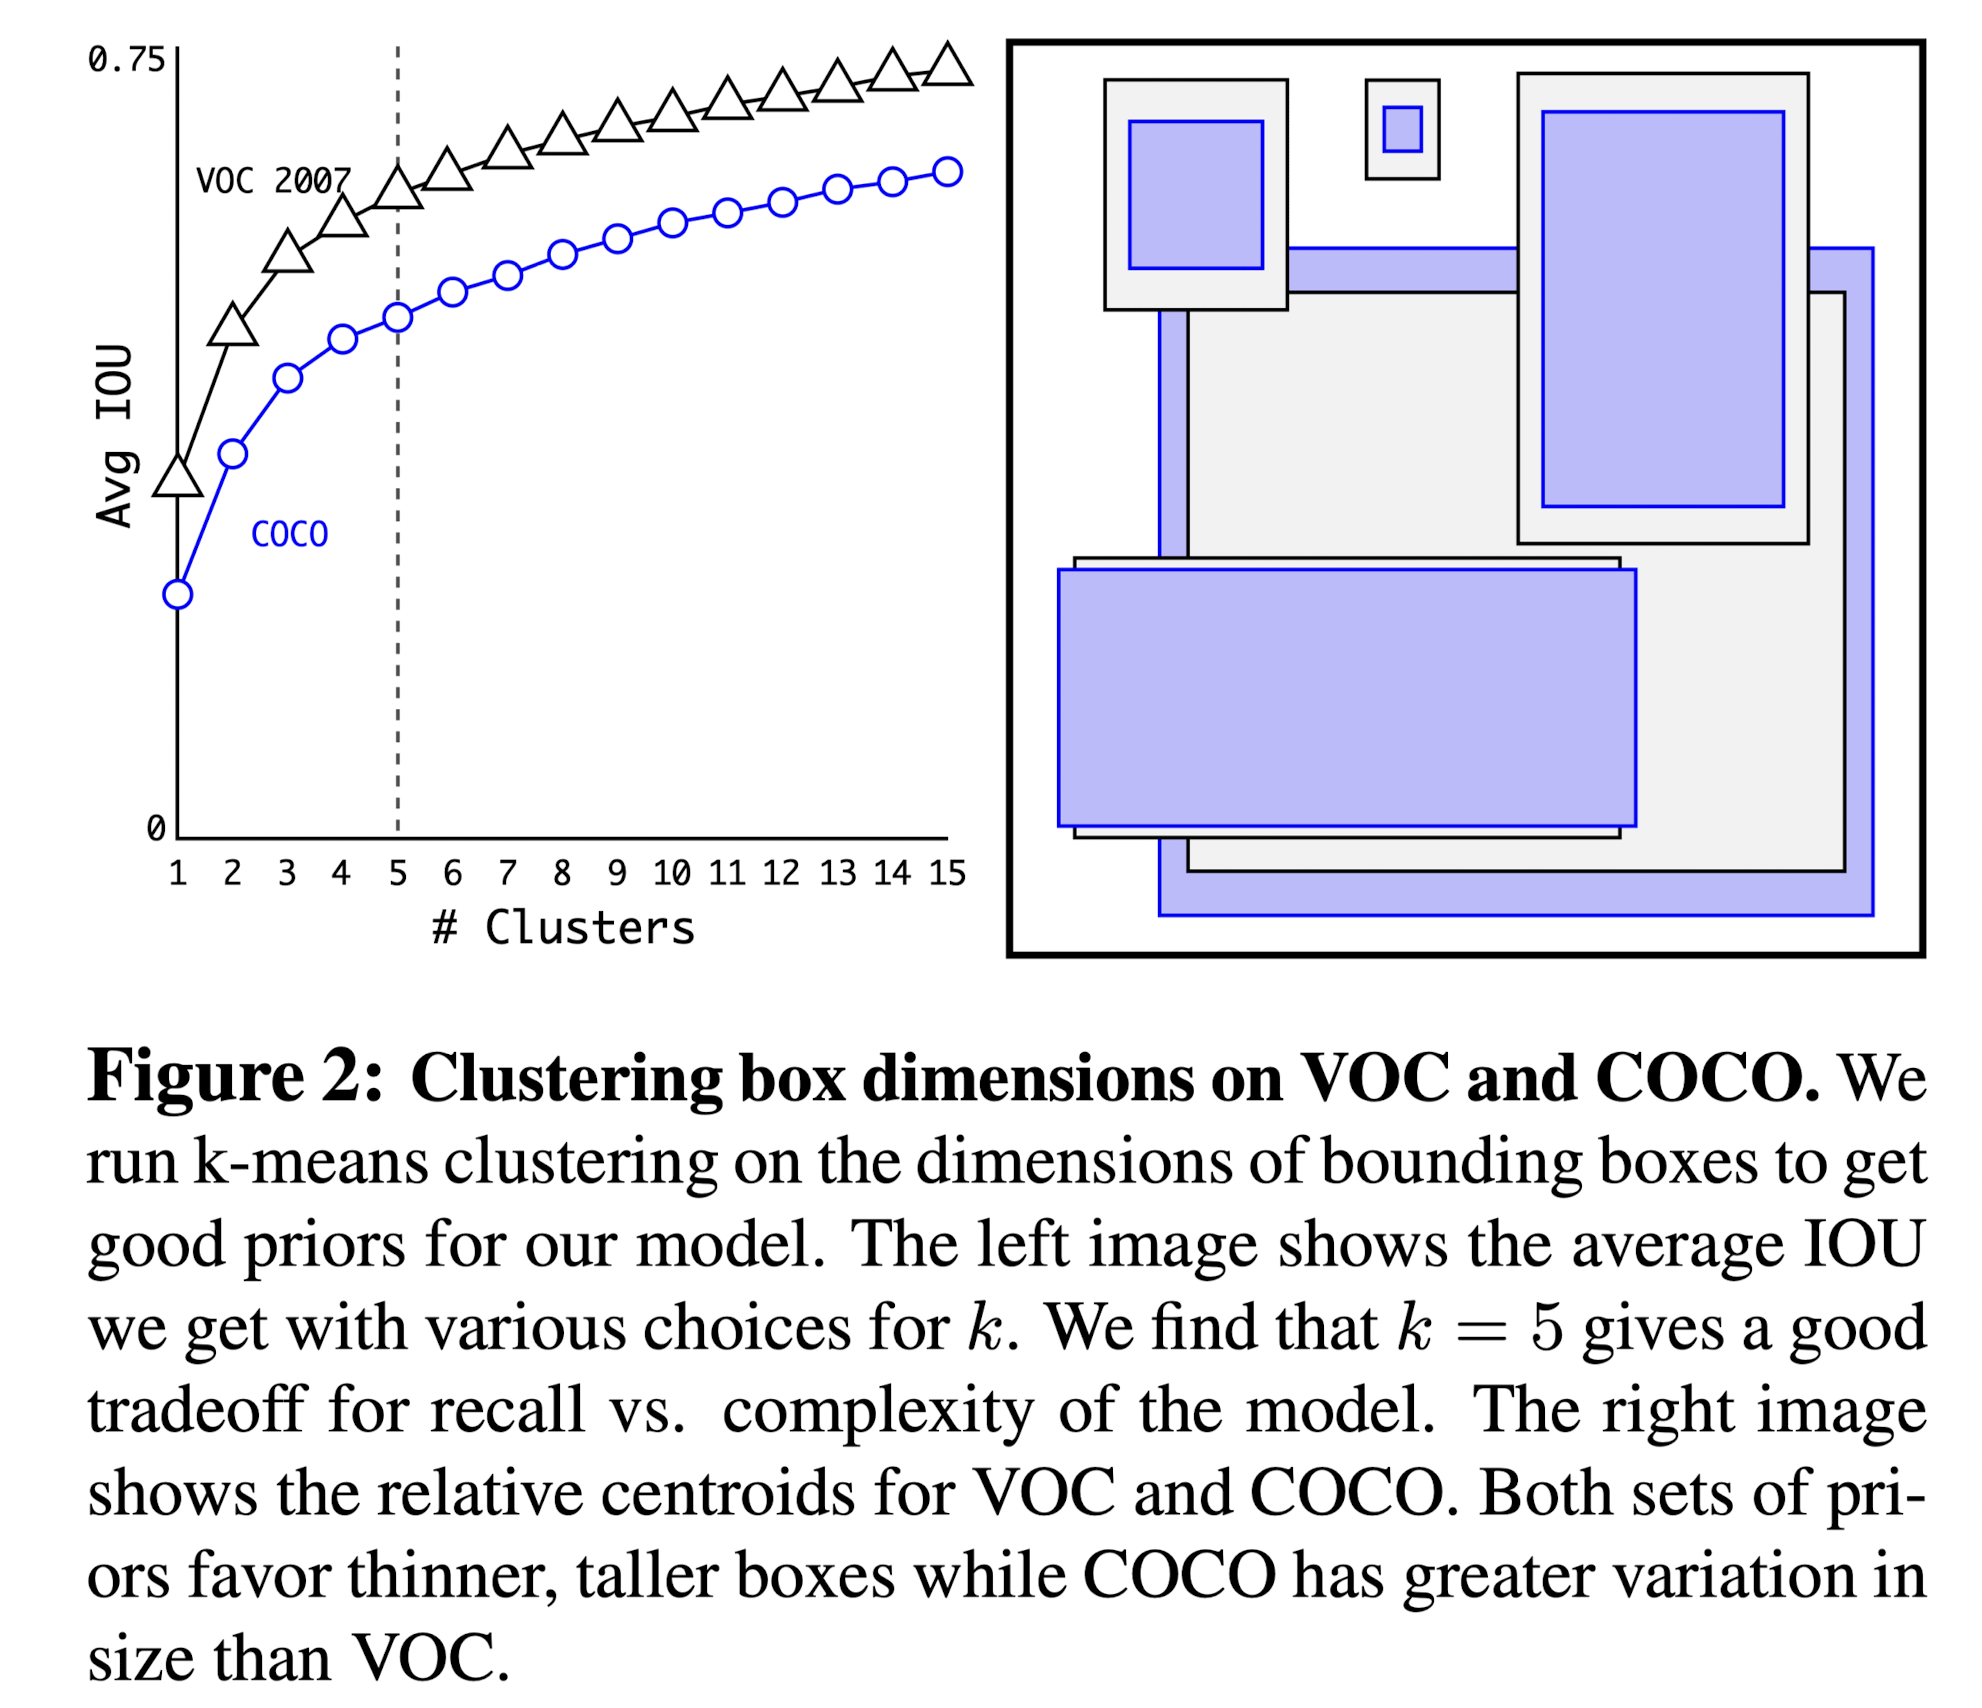 0.75
VOC 2007
Avg IOU
COCO
0
1 2 3 4 5 6 7 8 9 10 11 12 13 14 15
# Clusters
Figure 2: Clustering box dimensions on VOC and COCO. We
run k-means clustering on the dimensions of bounding boxes to get
good priors for our model. The left image shows the average IOU
we get with various choices for k. We find that k = 5 gives a good
tradeoff for recall vs. complexity of the model. The right image
shows the relative centroids for VOC and COCO. Both sets of pri-
ors favor thinner, taller boxes while COCO has greater variation in
size than VOC.